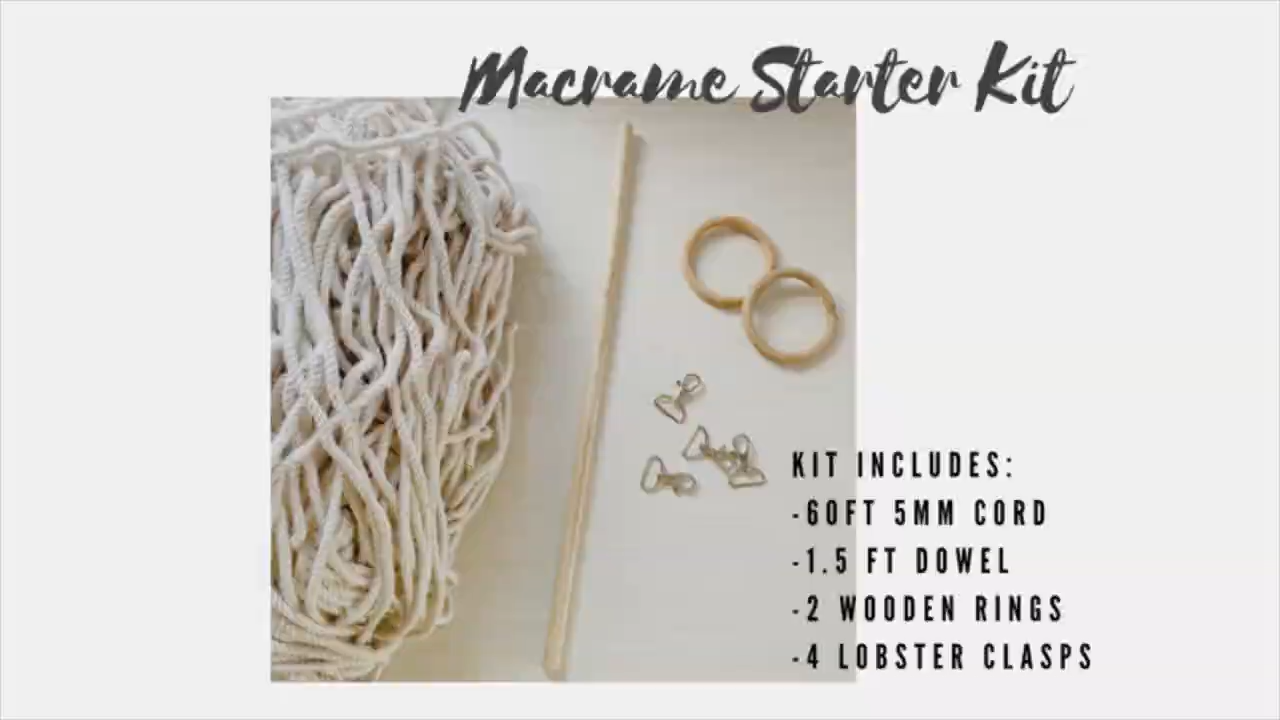 Macrame Starter Kit
KIT INCLUDES:
-60FT 5MM CORD
-1.5 FT DOWEL
-2 WOODEN RINGS
-4 LOBSTER CLASPS